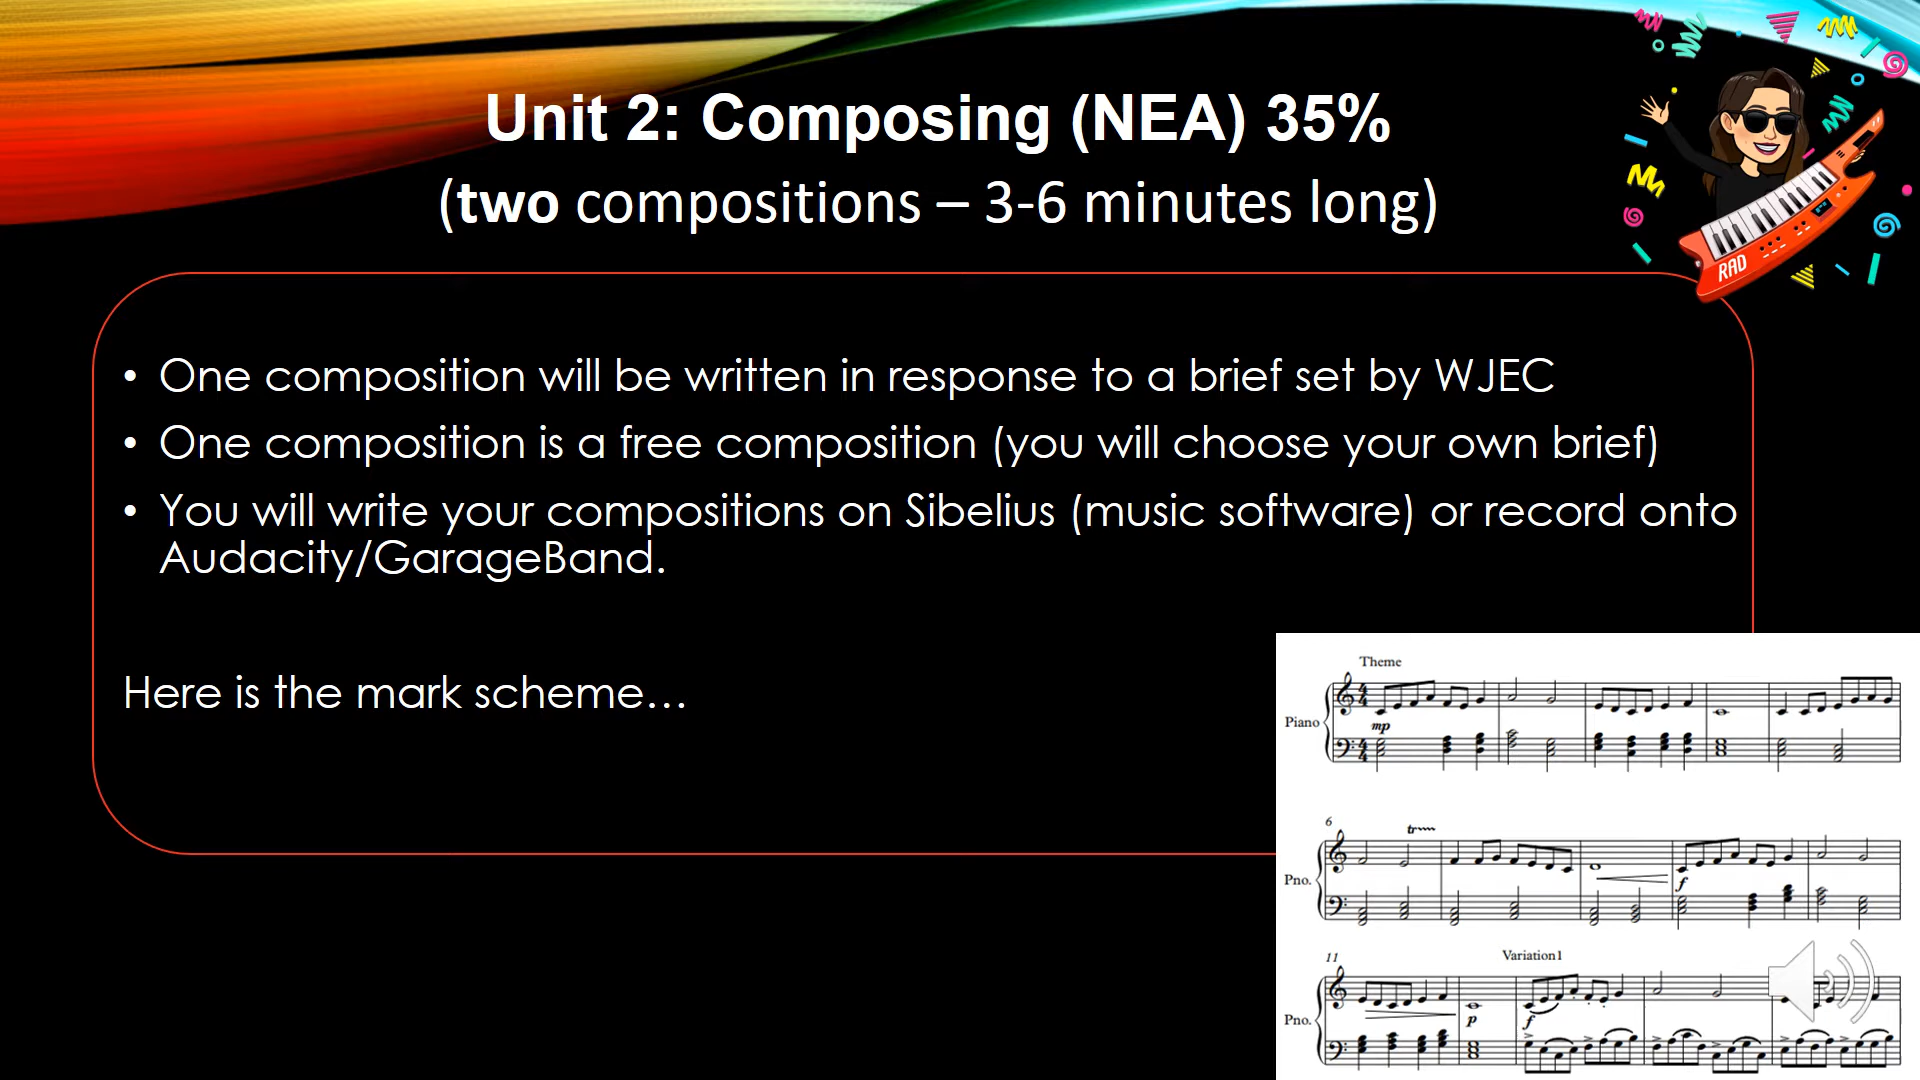 Unit 2: Composing (NEA) 35%
(two compositions – 3-6 minutes long)
RAD
• One composition will be written in response to a brief set by WJEC
• One composition is a free composition (you will choose your own brief)
• You will write your compositions on Sibelius (music software) or record onto
Audacity/GarageBand.
Here is the mark scheme…
Theme
Piano
mp
6
tr
Pno.
f
11
Variation1
Pno.
p
f